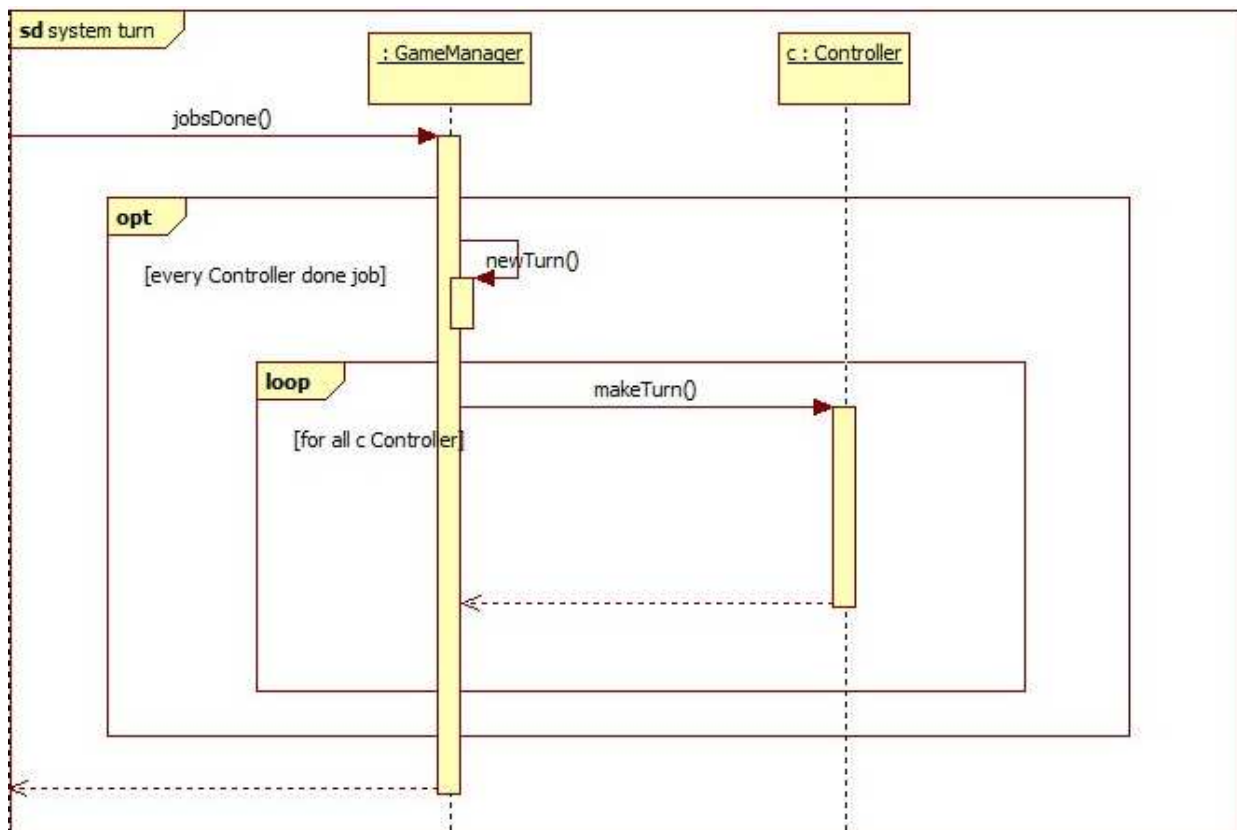 sd system turn
: GameManager
c : Controller
jobsDone()
opt
newTurn()
[every Controller done job]
loop
makeTurn()
[for all c Controller]